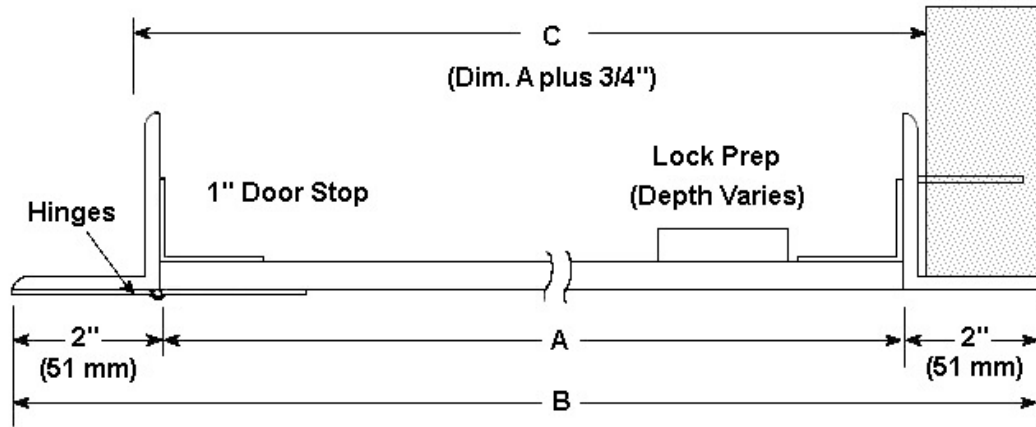 C
(Dim. A plus 3/4")
Lock Prep
(Depth Varies)
1" Door Stop
Hinges
2"
(51 mm)
A
2"
(51 mm)
B